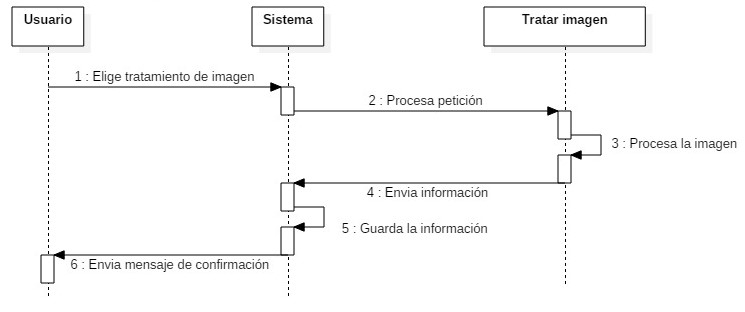 Usuario
Sistema
Tratar imagen
1 : Elige tratamiento de imagen
2 : Procesa petición
3 : Procesa la imagen
4 : Envia información
5 : Guarda la información
6 : Envia mensaje de confirmación